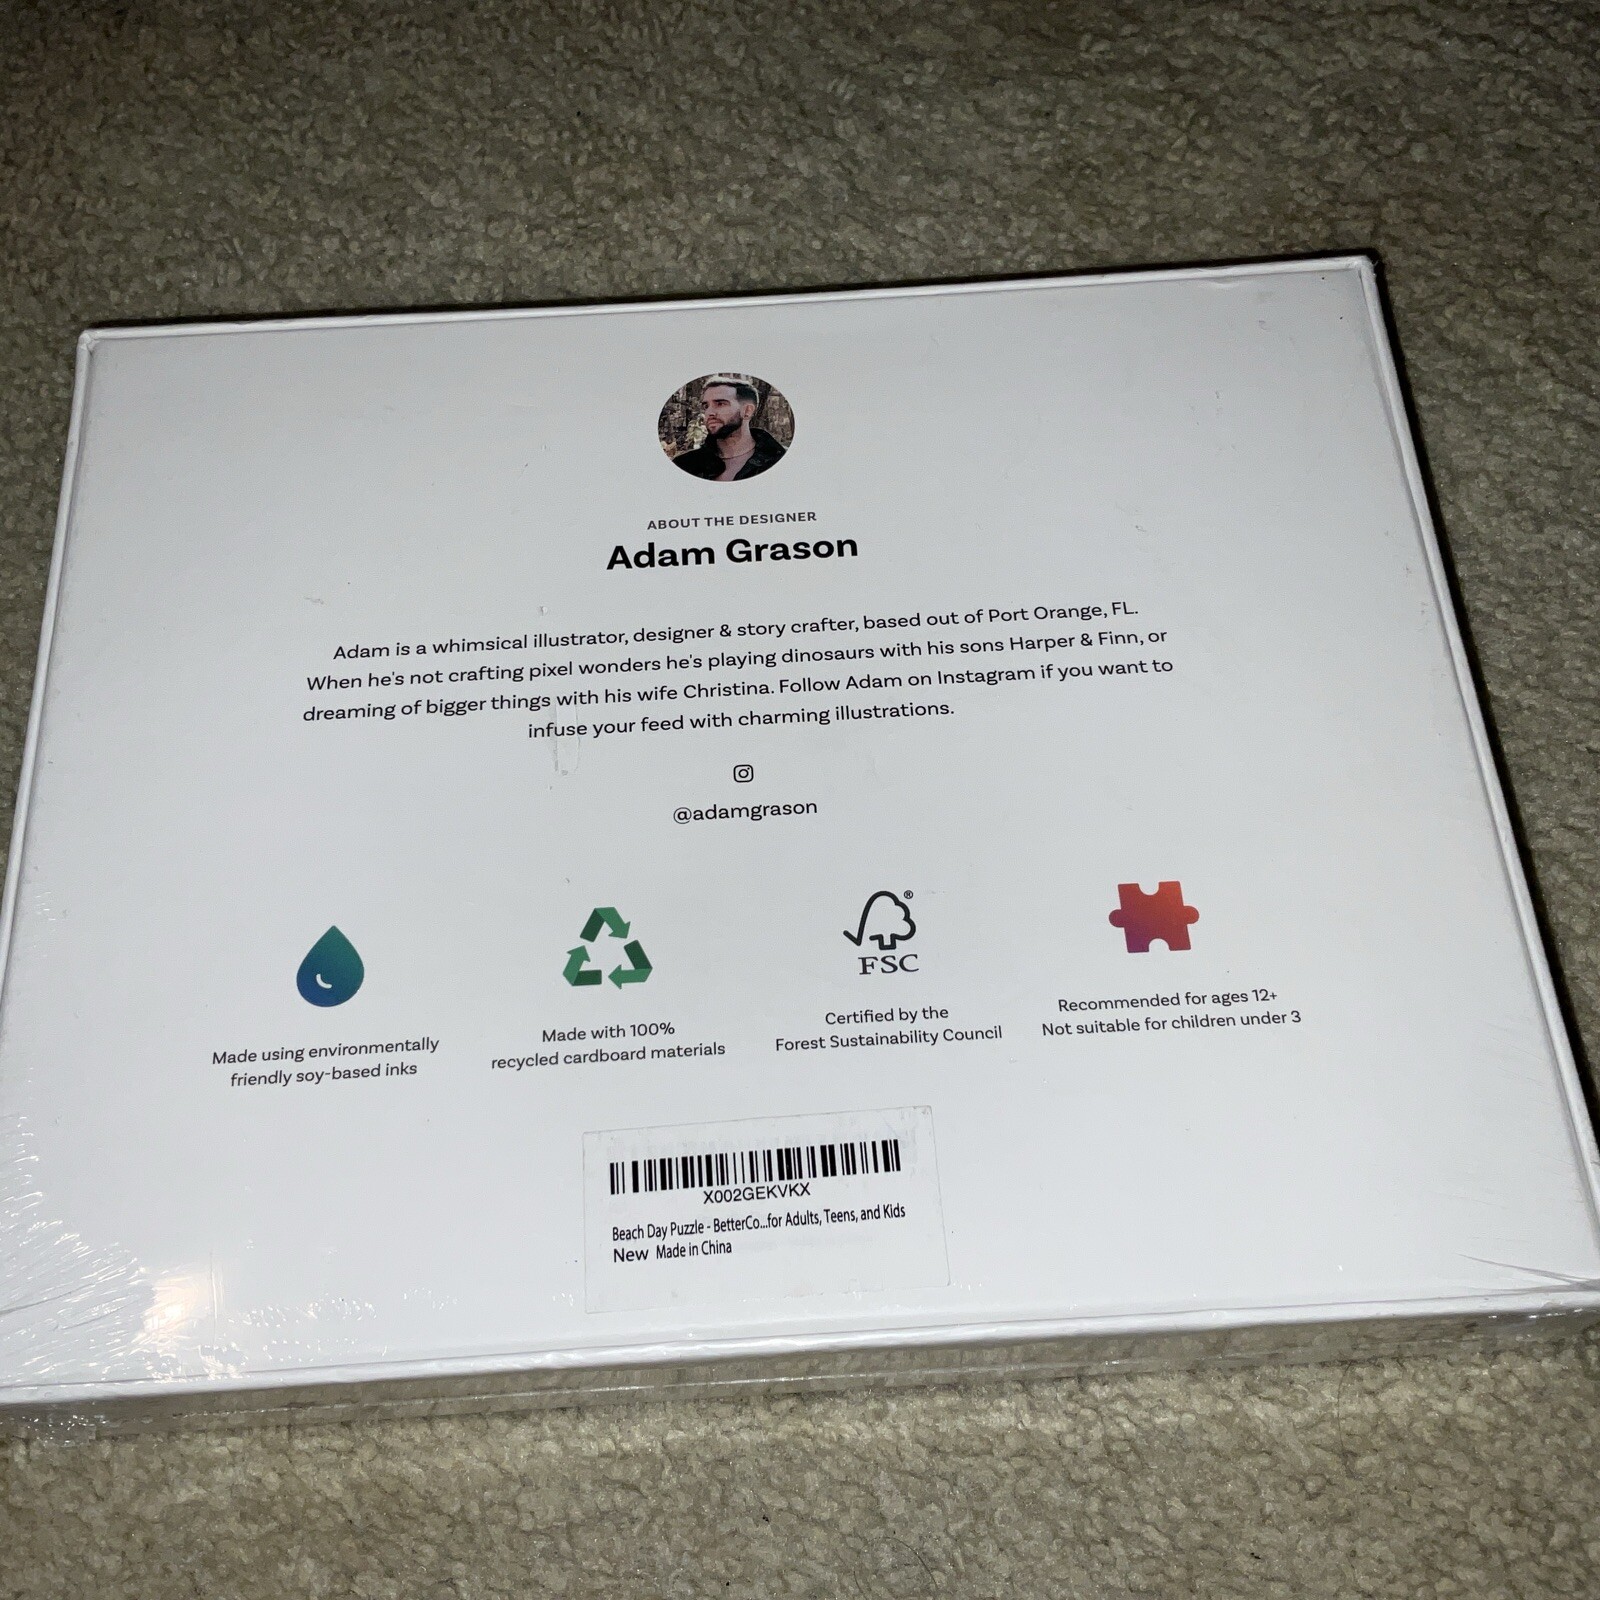 ABOUT THE DESIGNER
Adam Grason
Adam is a whimsical illustrator, designer & story crafter, based out of Port Orange, FL.
When he's not crafting pixel wonders he's playing dinosaurs with his sons Harper & Finn, or
dreaming of bigger things with his wife Christina. Follow Adam on Instagram if you want to
infuse your feed with charming illustrations.
@adamgrason
Made using environmentally
friendly soy-based inks
Made with 100%
recycled cardboard materials
®
FSC
Certified by the
Forest Sustainability Council
Recommended for ages 12+
Not suitable for children under 3
X002GEKVKX
Beach Day Puzzle - BetterCo...for Adults, Teens, and Kids
New Made in China